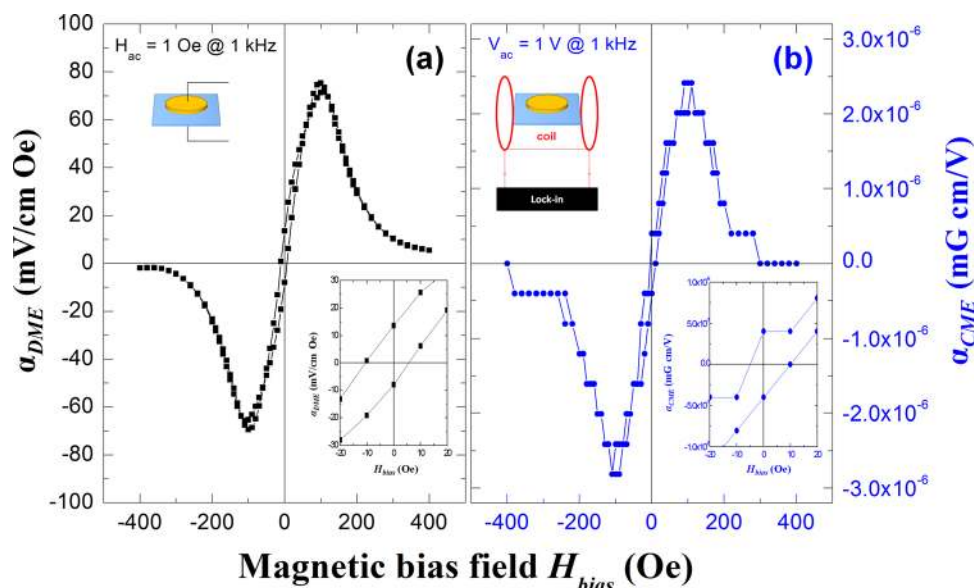 H_ac = 1 Oe @ 1 kHz
(a)
α_DME (mV/cm Oe)
100
80
60
40
20
0
-20
-40
-60
-80
-100
-400 -200 0 200 400
α_DME (mV/cm Oe)
30
20
10
0
-10
-20
-30
-20 -10 0 10 20
H_bias (Oe)
V_ac = 1 V @ 1 kHz
(b)
coil
Lock-in
3.0x10⁻⁶
2.0x10⁻⁶
1.0x10⁻⁶
0.0
-1.0x10⁻⁶
-2.0x10⁻⁶
-3.0x10⁻⁶
α_CME (mG cm/V)
-400 -200 0 200 400
α_CME (mG cm/V)
0.0
-20 -10 0 10 20
H_bias (Oe)
Magnetic bias field H_bias (Oe)